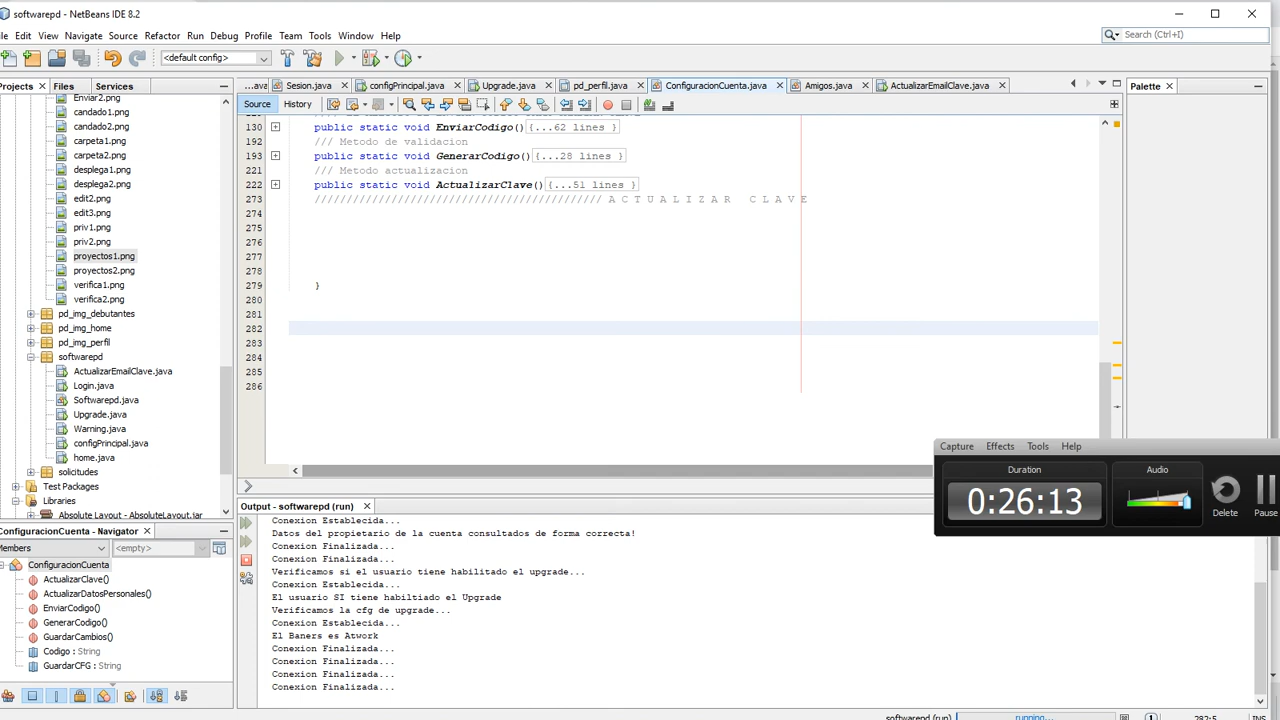 softwarepd - NetBeans IDE 8.2
Edit View Navigate Source Refactor Run Debug Profile Team Tools Window Help
Search (Ctrl+I)
<default config>
Projects Files Services
Enviar2.png
candado1.png
candado2.png
carpeta1.png
carpeta2.png
desplega1.png
desplega2.png
edit2.png
edit3.png
priv1.png
priv2.png
proyectos1.png
proyectos2.png
verifica1.png
verifica2.png
pd_img_debutantes
pd_img_home
pd_img_perfil
softwarepd
ActualizarEmailClave.java
Login.java
Softwarepd.java
Upgrade.java
Warning.java
configPrincipal.java
home.java
solicitudes
Test Packages
Libraries
Absolute Layout - AbsoluteLayout.jar
ConfiguracionCuenta - Navigator
Members <empty>
ConfiguracionCuenta
ActualizarClave()
ActualizarDatosPersonales()
EnviarCodigo()
GenerarCodigo()
GuardarCambios()
Codigo : String
GuardarCFG : String
...ava Sesion.java configPrincipal.java Upgrade.java pd_perfil.java ConfiguracionCuenta.java Amigos.java ActualizarEmailClave.java
Source History
130 public static void EnviarCodigo(){...62 lines }
192 /// Metodo de validacion
193 public static void GenerarCodigo(){...28 lines }
221 /// Metodo actualizacion
222 public static void ActualizarClave(){...51 lines }
273 ///////////////////////////////////////////// A C T U A L I Z A R   C L A V E
274
275
276
277
278
279 }
280
281
282
283
284
285
286
Palette
Capture Effects Tools Help
Duration
0:26:13
Audio
Delete
Pause
Output - softwarepd (run)
Conexion Establecida...
Datos del propietario de la cuenta consultados de forma correcta!
Conexion Finalizada...
Conexion Finalizada...
Verificamos si el usuario tiene habilitado el upgrade...
Conexion Establecida...
El usuario SI tiene habiltiado el Upgrade
Verificamos la cfg de upgrade...
Conexion Establecida...
El Baners es Atwork
Conexion Finalizada...
Conexion Finalizada...
Conexion Finalizada...
Conexion Finalizada...
softwarepd (run) running... 1 282:5 INS